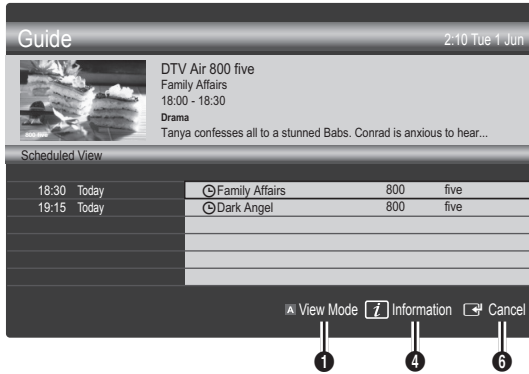 Guide 2:10 Tue 1 Jun
DTV Air 800 five
Family Affairs
18:00 - 18:30
Drama
Tanya confesses all to a stunned Babs. Conrad is anxious to hear...
800 five
Scheduled View
18:30 Today Family Affairs 800 five
19:15 Today Dark Angel 800 five
A View Mode i Information Cancel
1 4 6